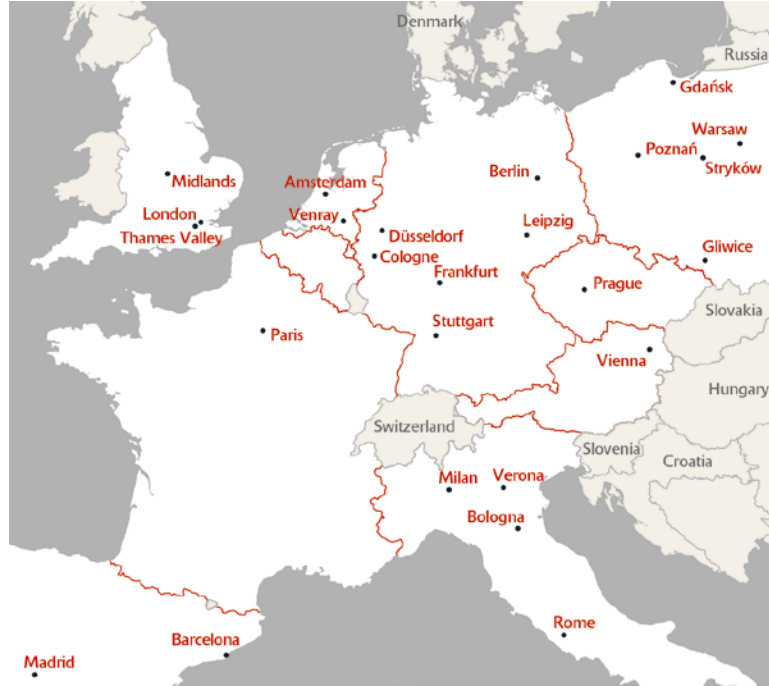 Denmark
Russia
Gdańsk
Warsaw
Poznań
Stryków
Midlands
Amsterdam
Berlin
London
Venray
Thames Valley
Düsseldorf
Leipzig
Cologne
Gliwice
Frankfurt
Prague
Slovakia
Paris
Stuttgart
Vienna
Hungary
Switzerland
Slovenia
Croatia
Milan
Verona
Bologna
Rome
Barcelona
Madrid